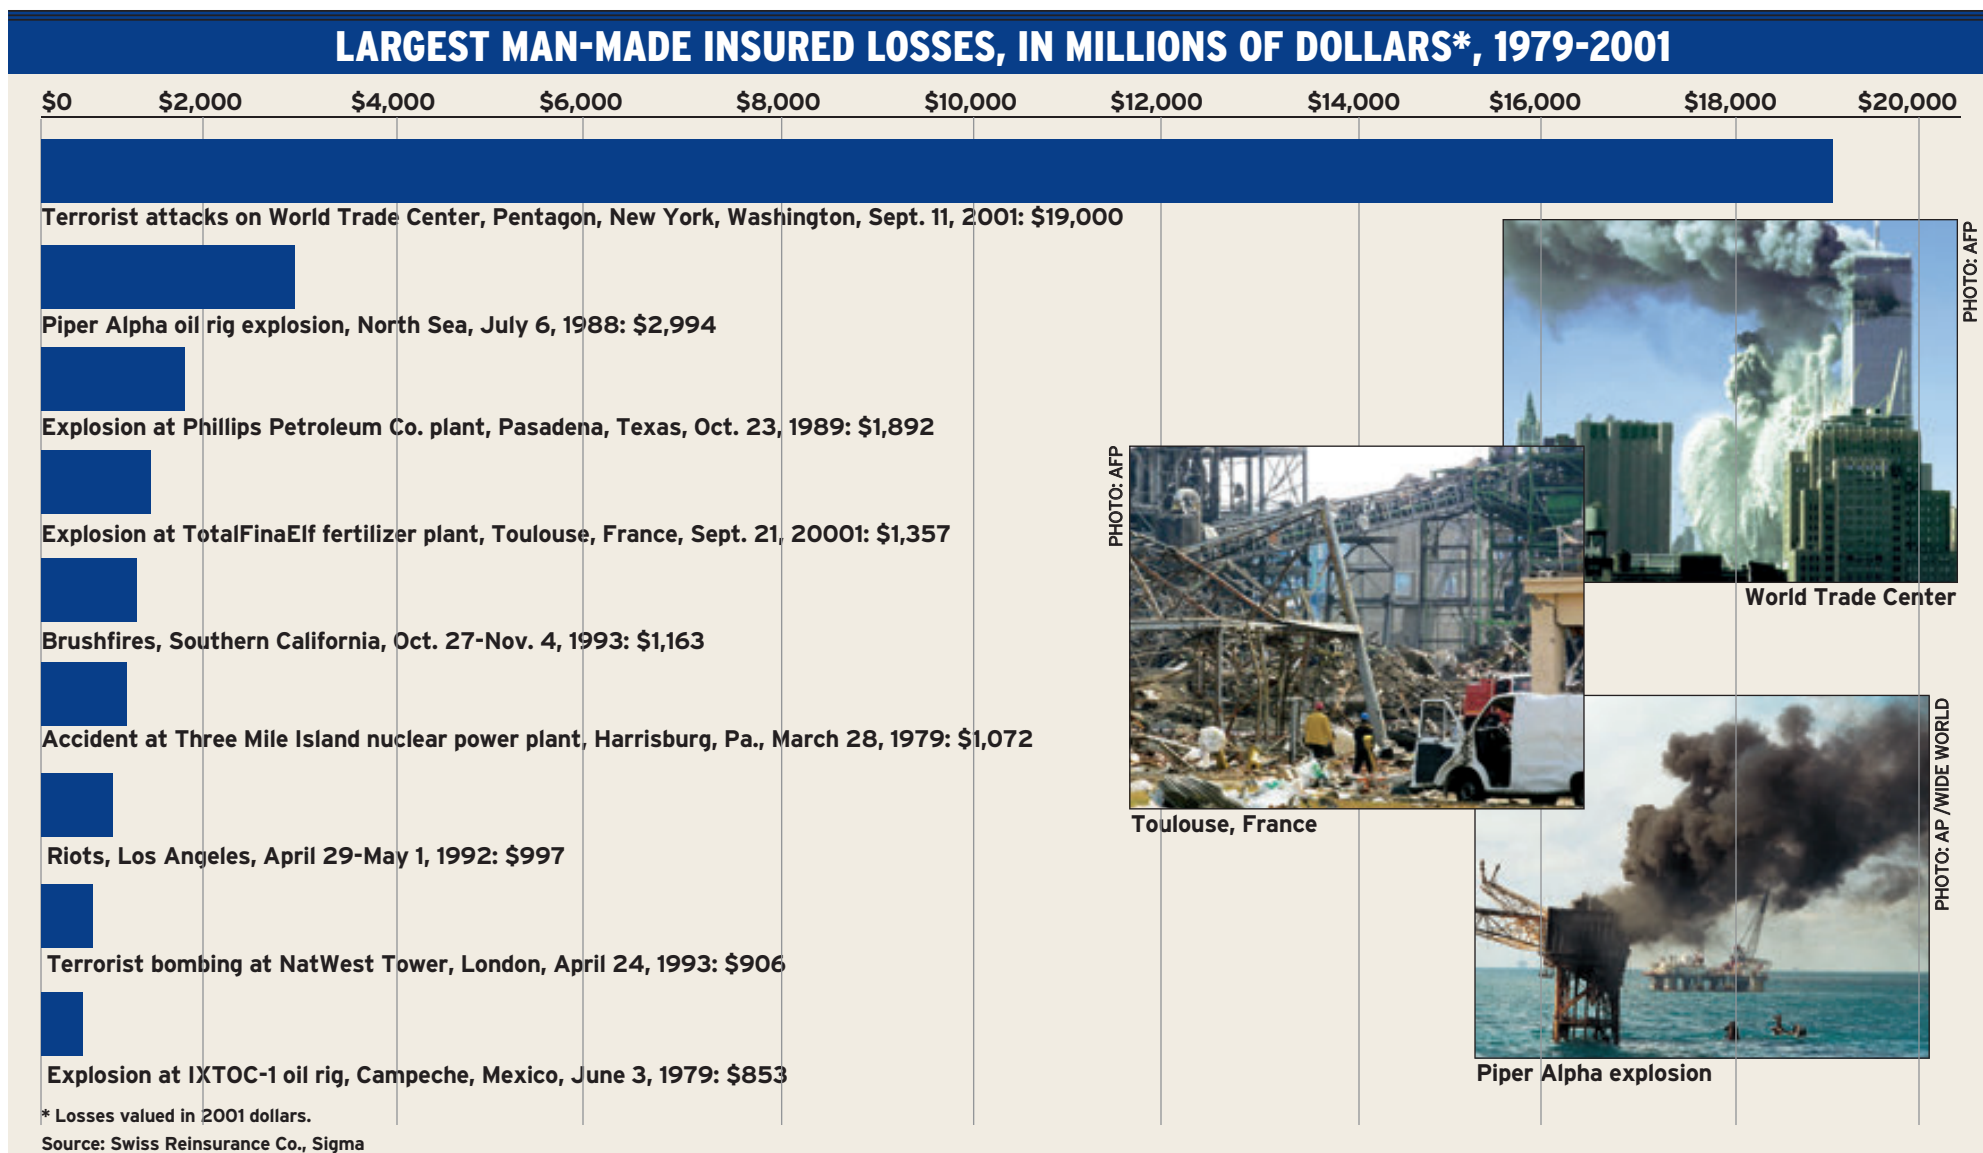 LARGEST MAN-MADE INSURED LOSSES, IN MILLIONS OF DOLLARS*, 1979-2001
$0 $2,000 $4,000 $6,000 $8,000 $10,000 $12,000 $14,000 $16,000 $18,000 $20,000
Terrorist attacks on World Trade Center, Pentagon, New York, Washington, Sept. 11, 2001: $19,000
PHOTO: AFP
Piper Alpha oil rig explosion, North Sea, July 6, 1988: $2,994
Explosion at Phillips Petroleum Co. plant, Pasadena, Texas, Oct. 23, 1989: $1,892
PHOTO: AFP
Explosion at TotalFinaElf fertilizer plant, Toulouse, France, Sept. 21, 20001: $1,357
World Trade Center
Brushfires, Southern California, Oct. 27-Nov. 4, 1993: $1,163
Accident at Three Mile Island nuclear power plant, Harrisburg, Pa., March 28, 1979: $1,072
PHOTO: AP /WIDE WORLD
Toulouse, France
Riots, Los Angeles, April 29-May 1, 1992: $997
Terrorist bombing at NatWest Tower, London, April 24, 1993: $906
Explosion at IXTOC-1 oil rig, Campeche, Mexico, June 3, 1979: $853
Piper Alpha explosion
* Losses valued in 2001 dollars.
Source: Swiss Reinsurance Co., Sigma